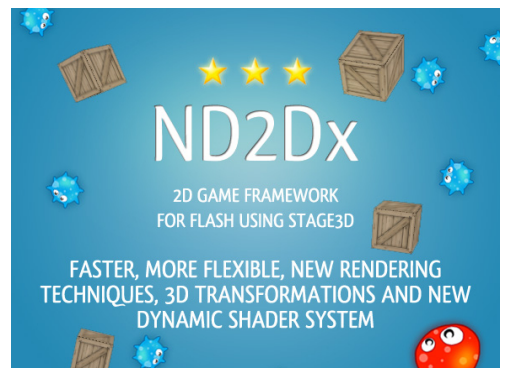 ND2Dx
2D GAME FRAMEWORK
FOR FLASH USING STAGE3D
FASTER, MORE FLEXIBLE, NEW RENDERING
TECHNIQUES, 3D TRANSFORMATIONS AND NEW
DYNAMIC SHADER SYSTEM